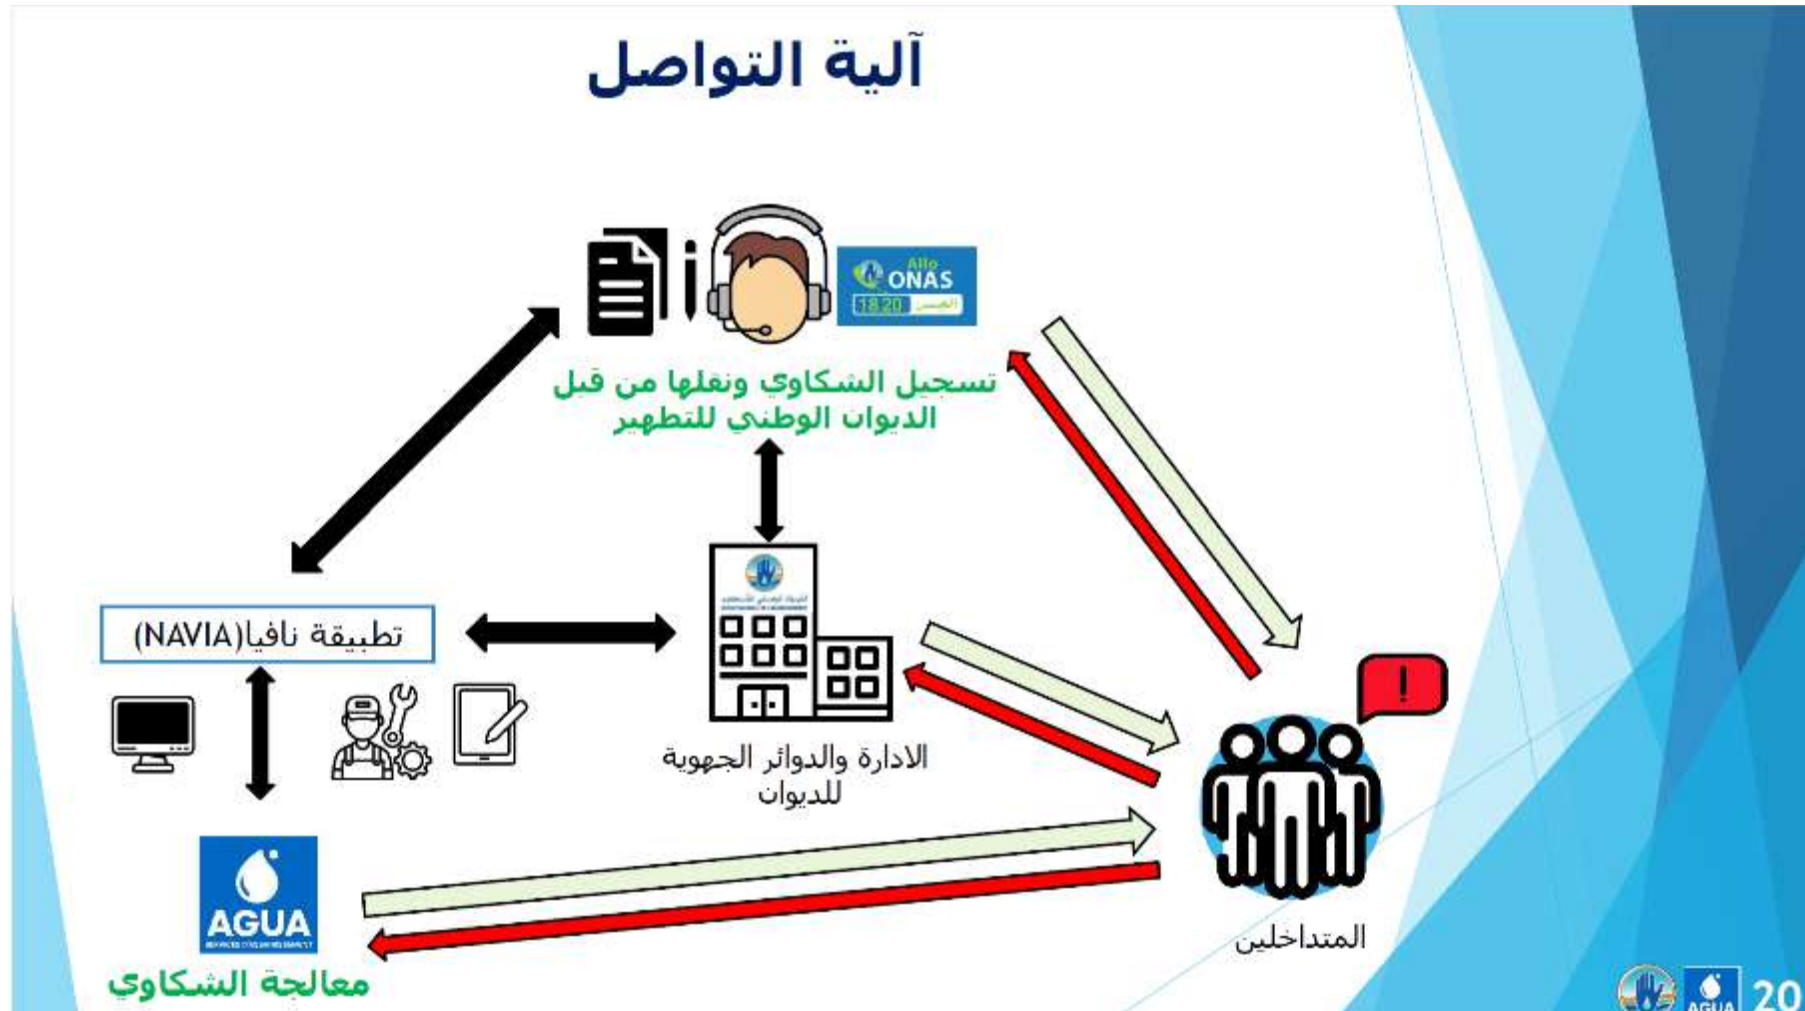 آلية التواصل
Allo
ONAS
18.20
تسجيل الشكاوي ونقلها من قبل
الديوان الوطني للتطهير
تطبيقة نافيا(NAVIA)
الادارة والدوائر الجهوية
للديوان
!
المتداخلين
AGUA
معالجة الشكاوي
AGUA
20